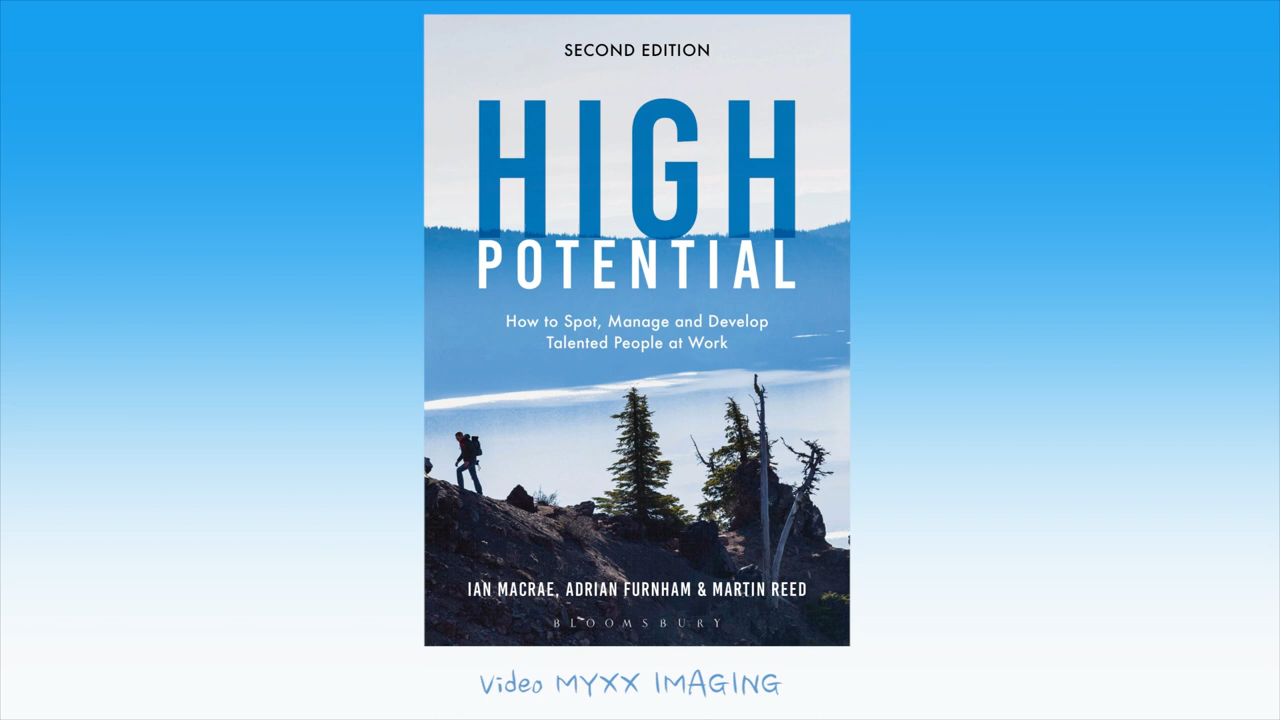 SECOND EDITION
HIGH
POTENTIAL
How to Spot, Manage and Develop
Talented People at Work
IAN MACRAE, ADRIAN FURNHAM & MARTIN REED
BLOOMSBURY
Video MYXX IMAGING